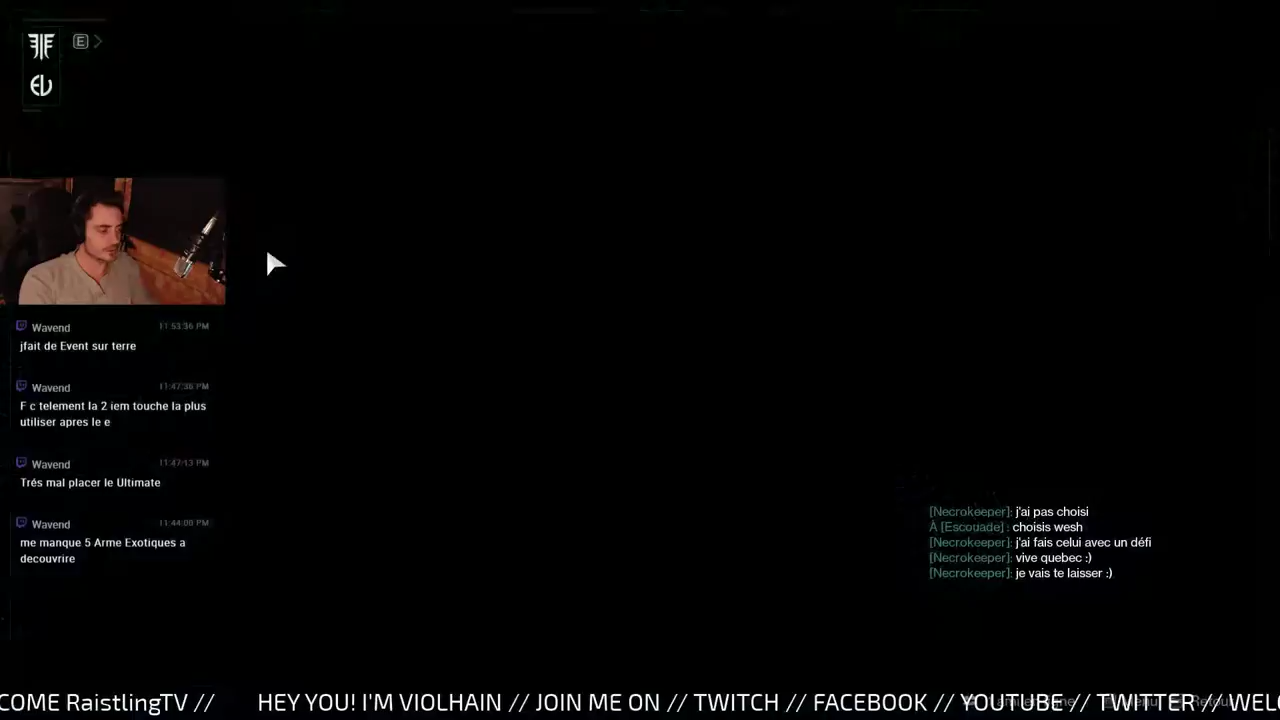 E
Wavend 11:53:36 PM
jfait de Event sur terre
Wavend 11:47:36 PM
F c telement la 2 iem touche la plus
utiliser apres le e
Wavend 11:47:13 PM
Trés mal placer le Ultimate
Wavend 11:44:00 PM
me manque 5 Arme Exotiques a
decouvrire
[Necrokeeper]: j'ai pas choisi
À [Escouade] : choisis wesh
[Necrokeeper]: j'ai fais celui avec un défi
[Necrokeeper]: vive quebec :)
[Necrokeeper]: je vais te laisser :)
COME RaistlingTV // HEY YOU! I'M VIOLHAIN // JOIN ME ON // TWITCH // FACEBOOK // YOUTUBE // TWITTER // WELC